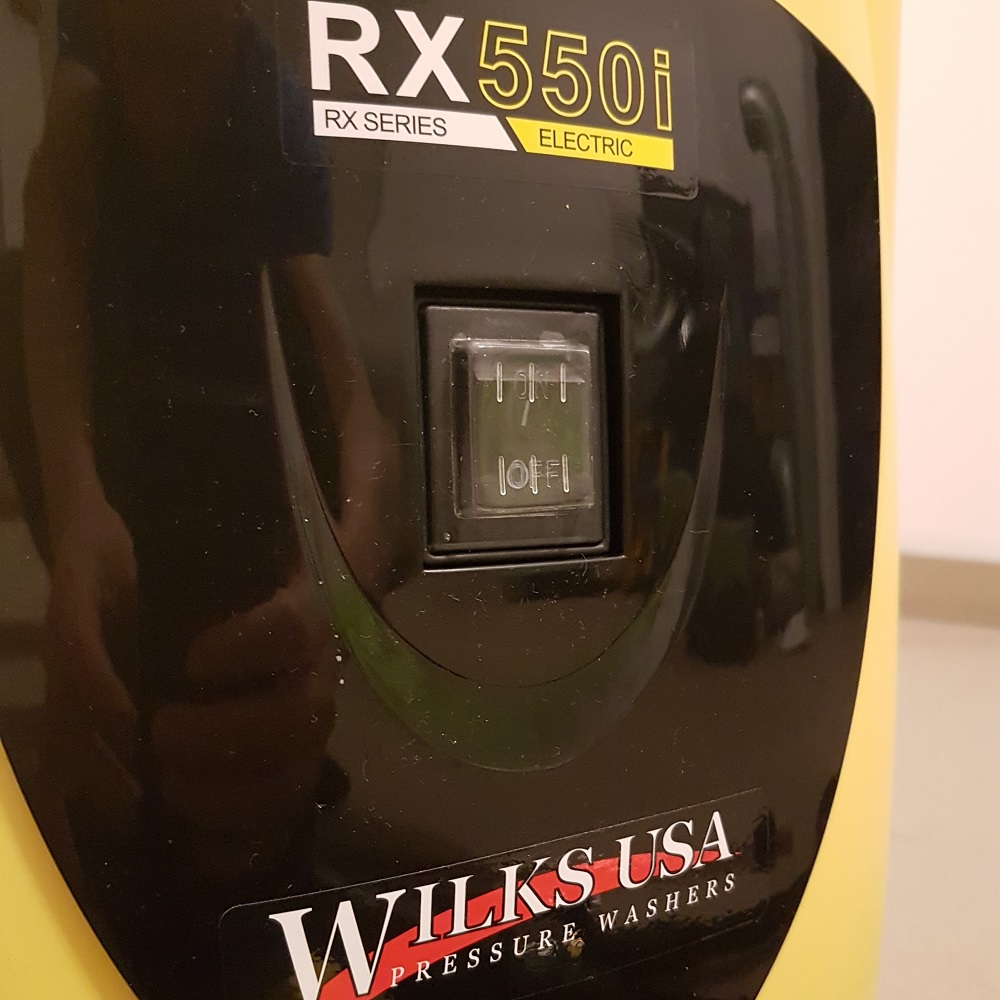 RX550i
RX SERIES ELECTRIC
ON
OFF
WILKS USA
PRESSURE WASHERS